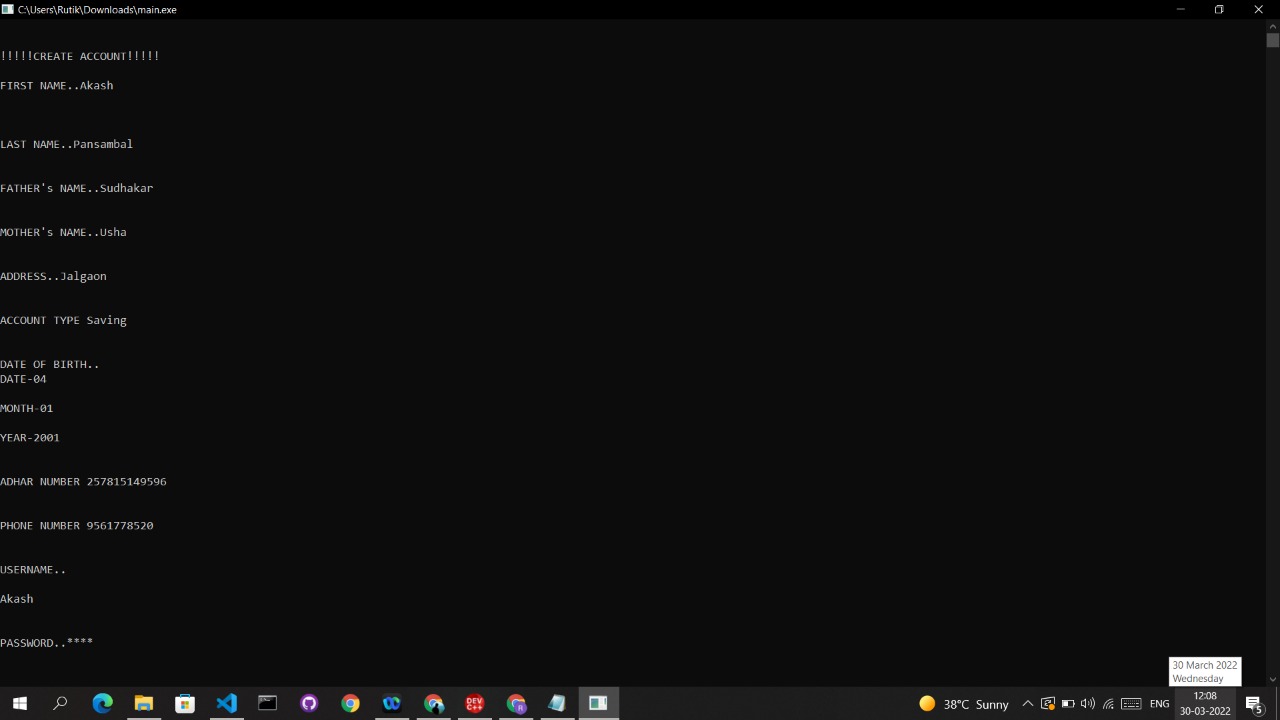 C:\Users\Rutik\Downloads\main.exe
!!!!!CREATE ACCOUNT!!!!!
FIRST NAME..Akash
LAST NAME..Pansambal
FATHER's NAME..Sudhakar
MOTHER's NAME..Usha
ADDRESS..Jalgaon
ACCOUNT TYPE Saving
DATE OF BIRTH..
DATE-04
MONTH-01
YEAR-2001
ADHAR NUMBER 257815149596
PHONE NUMBER 9561778520
USERNAME..
Akash
PASSWORD..****
30 March 2022
Wednesday
DEV
C++
R
38°C Sunny
ENG
12:08
30-03-2022
5